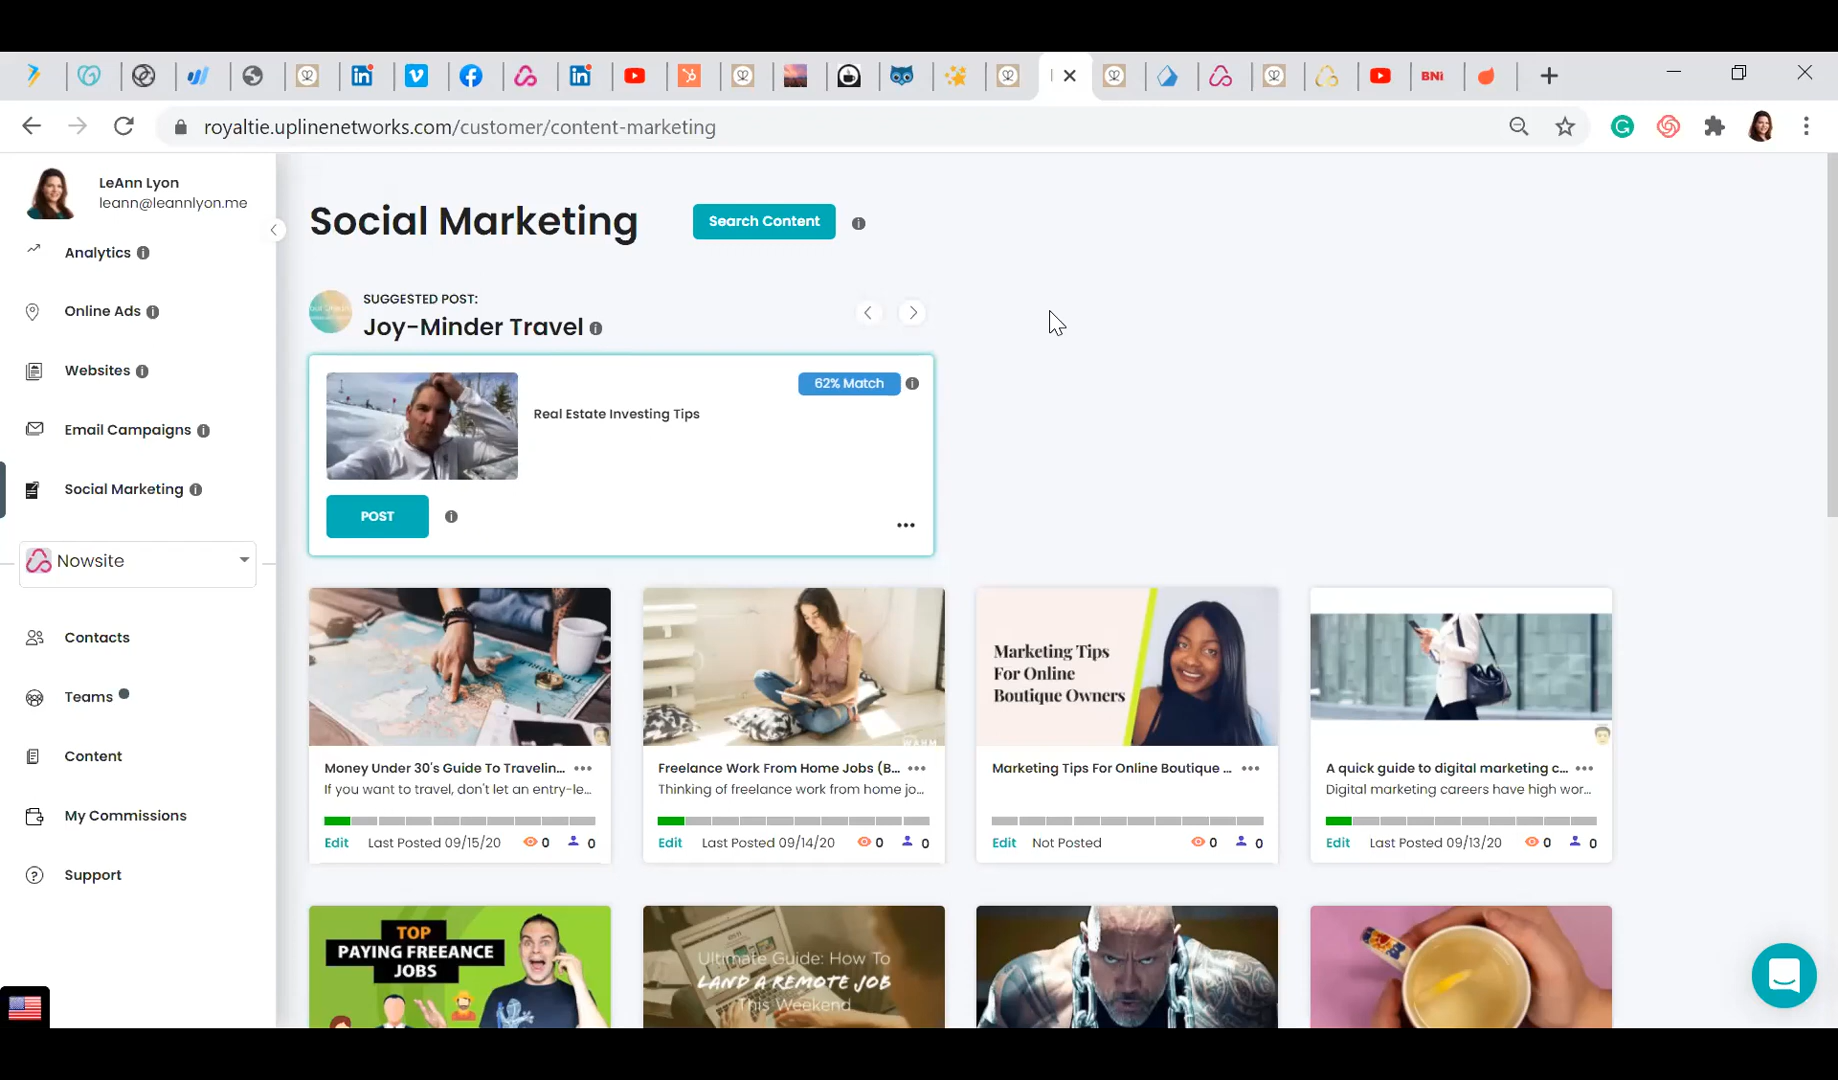 BNi
royaltie.uplinenetworks.com/customer/content-marketing
LeAnn Lyon
leann@leannlyon.me
Analytics
Online Ads
Websites
Email Campaigns
Social Marketing
Nowsite
Contacts
Teams
Content
My Commissions
Support
Social Marketing
Search Content
SUGGESTED POST:
Joy-Minder Travel
62% Match
Real Estate Investing Tips
POST
Marketing Tips
For Online
Boutique Owners
Money Under 30's Guide To Travelin...
If you want to travel, don't let an entry-le...
Edit Last Posted 09/15/20 0 0
Freelance Work From Home Jobs (B...
Thinking of freelance work from home jo...
Edit Last Posted 09/14/20 0 0
Marketing Tips For Online Boutique ...
Edit Not Posted 0 0
A quick guide to digital marketing c...
Digital marketing careers have high wor...
Edit Last Posted 09/13/20 0 0
TOP
PAYING FREEANCE
JOBS
Ultimate Guide: How To
LAND A REMOTE JOB
This Weekend